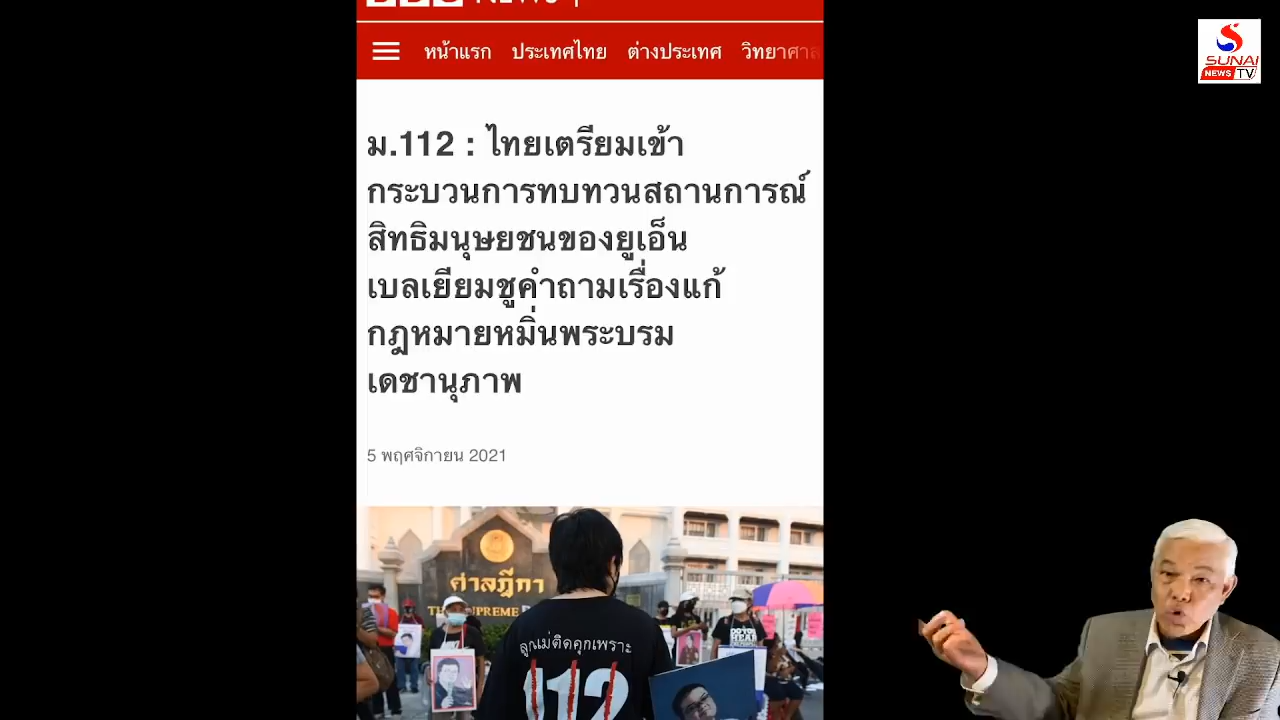 หน้าแรก ประเทศไทย ต่างประเทศ
SUNAI
NEWS TV
ม.112 : ไทยเตรียมเข้า
กระบวนการทบทวนสถานการณ์
สิทธิมนุษยชนของยูเอ็น
เบลเยียมชูคำถามเรื่องแก้
กฎหมายหมิ่นพระบรม
เดชานุภาพ
5 พฤศจิกายน 2021
ศาลฎีกา
ลูกแม่ติดคุกเพราะ
112